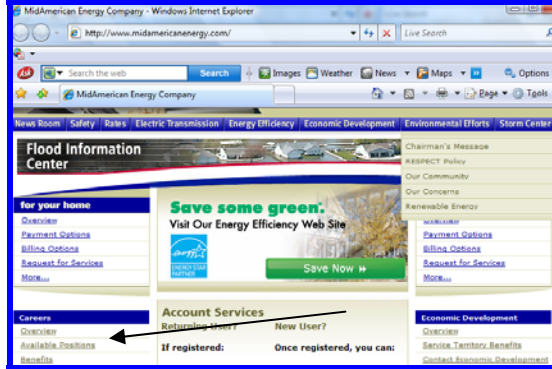 MidAmerican Energy Company - Windows Internet Explorer
http://www.midamericanenergy.com/
Live Search
Search the web
Search
Images
Weather
News
Maps
Options
MidAmerican Energy Company
Page
Tools
News Room
Safety
Rates
Electric Transmission
Energy Efficiency
Economic Development
Environmental Efforts
Storm Center
Flood Information
Center
Chairman's Message
RESPECT Policy
Our Community
Our Concerns
Renewable Energy
for your home
Overview
Payment Options
Billing Options
Request for Services
More...
Save some green.
Visit Our Energy Efficiency Web Site
ENERGY STAR
PARTNER
Save Now
Overview
Payment Options
Billing Options
Request for Services
More...
Careers
Overview
Available Positions
Benefits
Account Services
Returning User?
New User?
If registered:
Once registered, you can:
Economic Development
Overview
Service Territory Benefits
Contact Economic Development